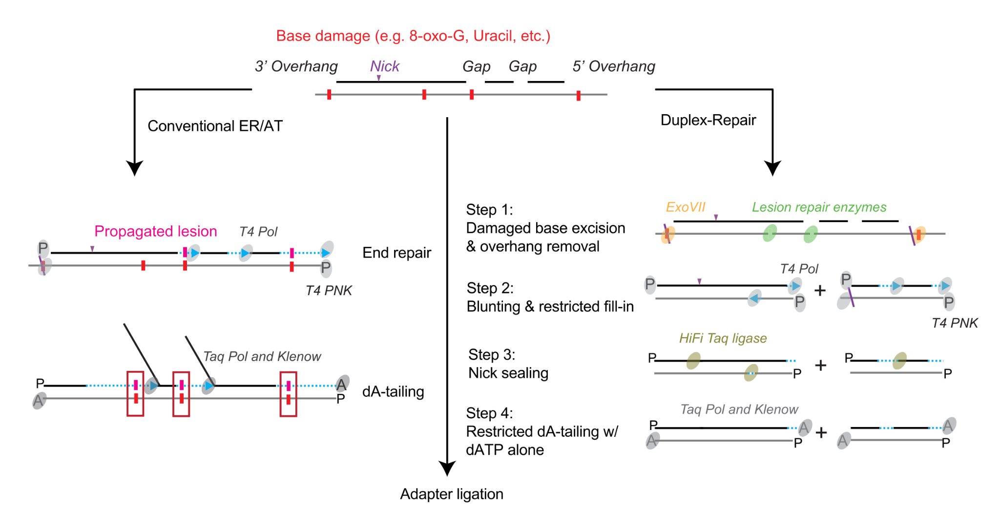 Base damage (e.g. 8-oxo-G, Uracil, etc.)
3’ Overhang Nick Gap Gap 5’ Overhang
Conventional ER/AT
Duplex-Repair
Propagated lesion T4 Pol
P
P
T4 PNK
End repair
Taq Pol and Klenow
P A
A P
dA-tailing
Step 1:
Damaged base excision
& overhang removal
ExoVII Lesion repair enzymes
Step 2:
Blunting & restricted fill-in
T4 Pol
P + P
P P
T4 PNK
Step 3:
Nick sealing
HiFi Taq ligase
P + P
P P
Step 4:
Restricted dA-tailing w/
dATP alone
Taq Pol and Klenow
P A + A
A P A P
Adapter ligation